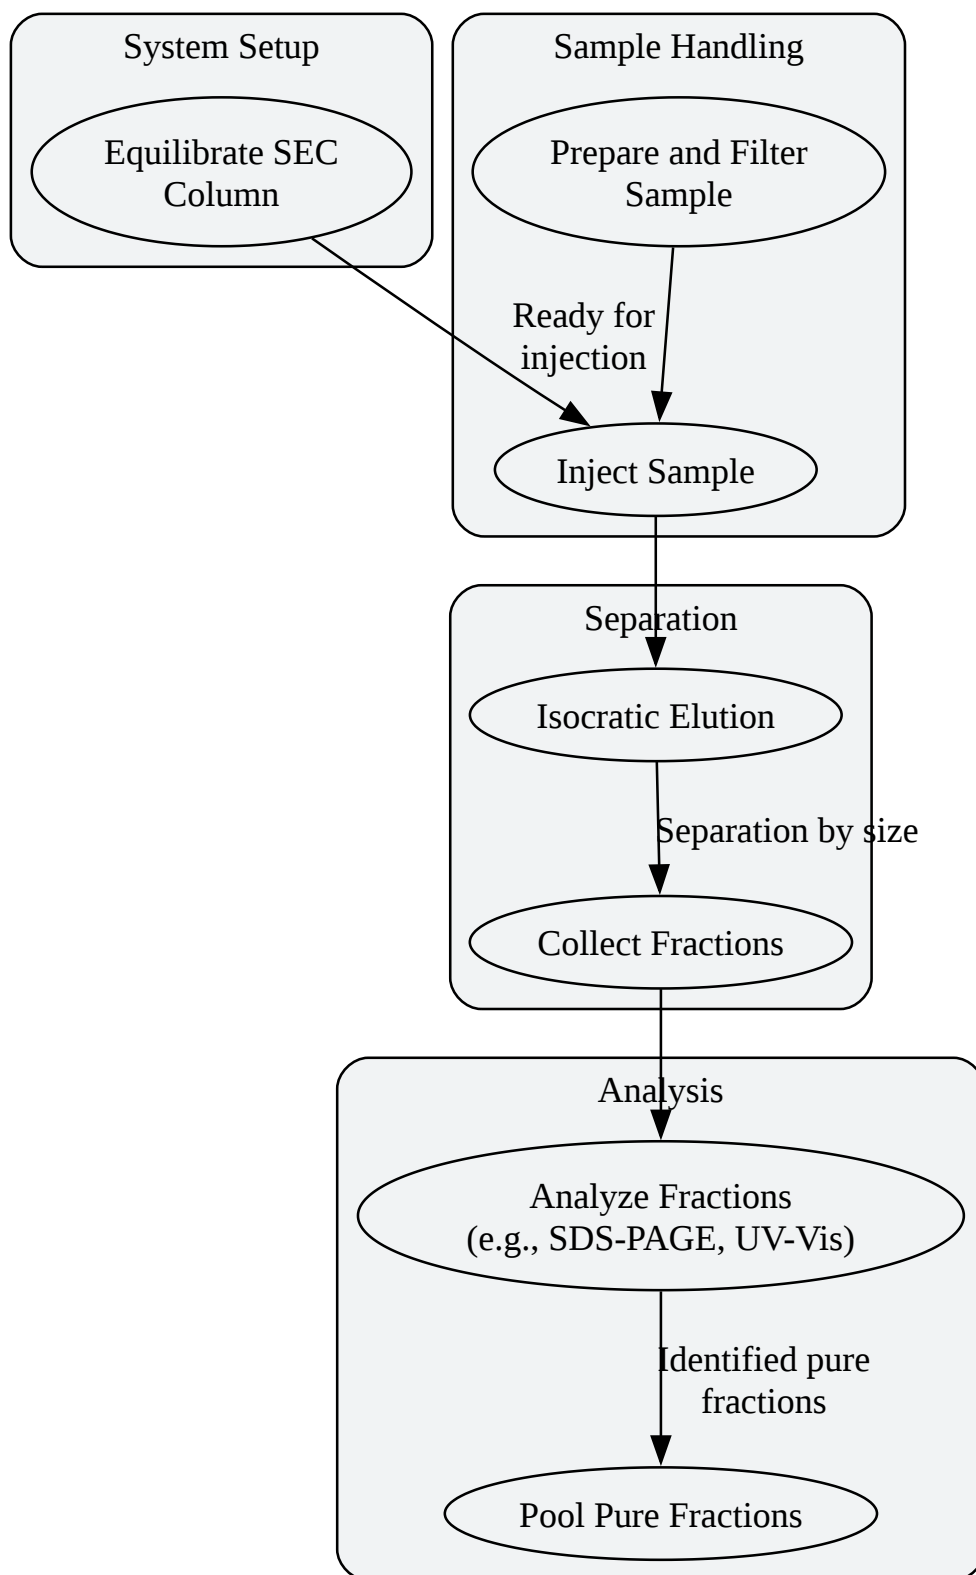 System Setup
Equilibrate SEC
Column
Sample Handling
Prepare and Filter
Sample
Ready for
injection
Inject Sample
Separation
Isocratic Elution
Separation by size
Collect Fractions
Analysis
Analyze Fractions
(e.g., SDS-PAGE, UV-Vis)
Identified pure
fractions
Pool Pure Fractions